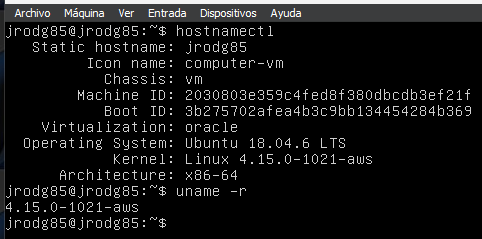 Archivo Máquina Ver Entrada Dispositivos Ayuda
jrodg85@jrodg85:~$ hostnamectl
   Static hostname: jrodg85
         Icon name: computer-vm
           Chassis: vm
        Machine ID: 2030803e359c4fed8f380dbcdb3ef21f
           Boot ID: 3b275702afea4b3c9bb134454284b369
    Virtualization: oracle
  Operating System: Ubuntu 18.04.6 LTS
            Kernel: Linux 4.15.0-1021-aws
      Architecture: x86-64
jrodg85@jrodg85:~$ uname -r
4.15.0-1021-aws
jrodg85@jrodg85:~$